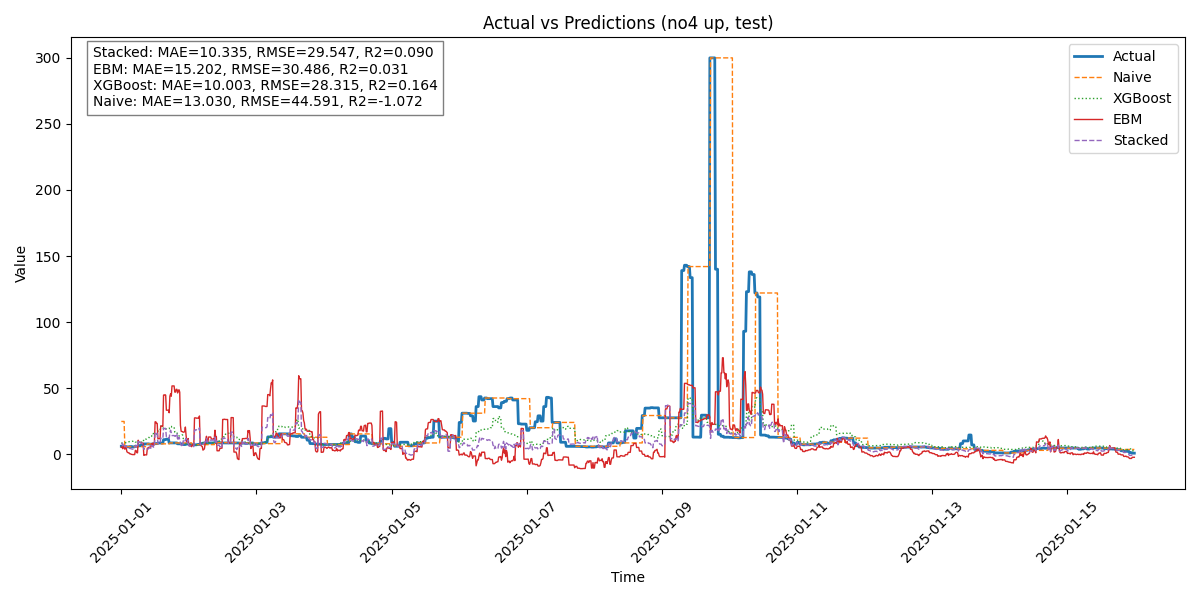 Actual vs Predictions (no4 up, test)
Stacked: MAE=10.335, RMSE=29.547, R2=0.090
EBM: MAE=15.202, RMSE=30.486, R2=0.031
XGBoost: MAE=10.003, RMSE=28.315, R2=0.164
Naive: MAE=13.030, RMSE=44.591, R2=-1.072
Actual
Naive
XGBoost
EBM
Stacked
Value
300
250
200
150
100
50
0
2025-01-01
2025-01-03
2025-01-05
2025-01-07
2025-01-09
2025-01-11
2025-01-13
2025-01-15
Time